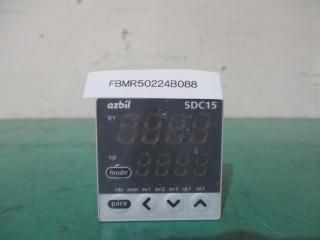 FBMR50224B088
azbil SDC15
PV
SP
mode
rdy man ev1 ev2 ev3 ot1 ot2
para